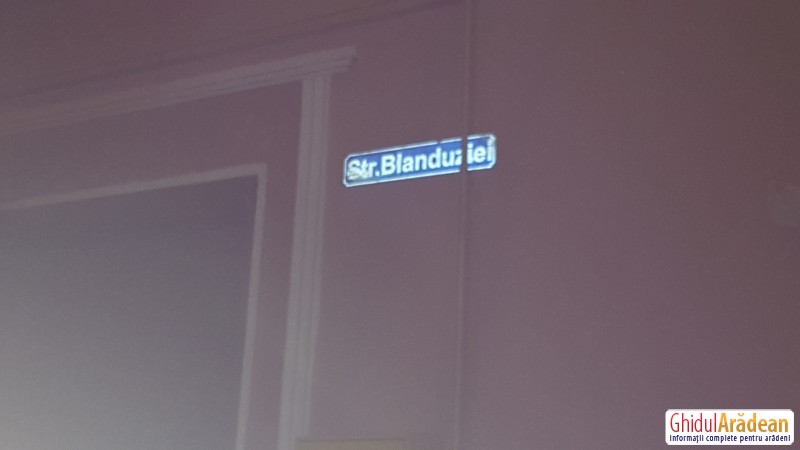 Str.Blanduziei
GhidulArădean
informații complete pentru arădeni